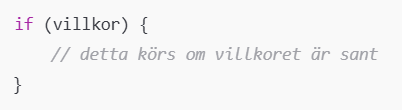 if (villkor) {
// detta körs om villkoret är sant
}